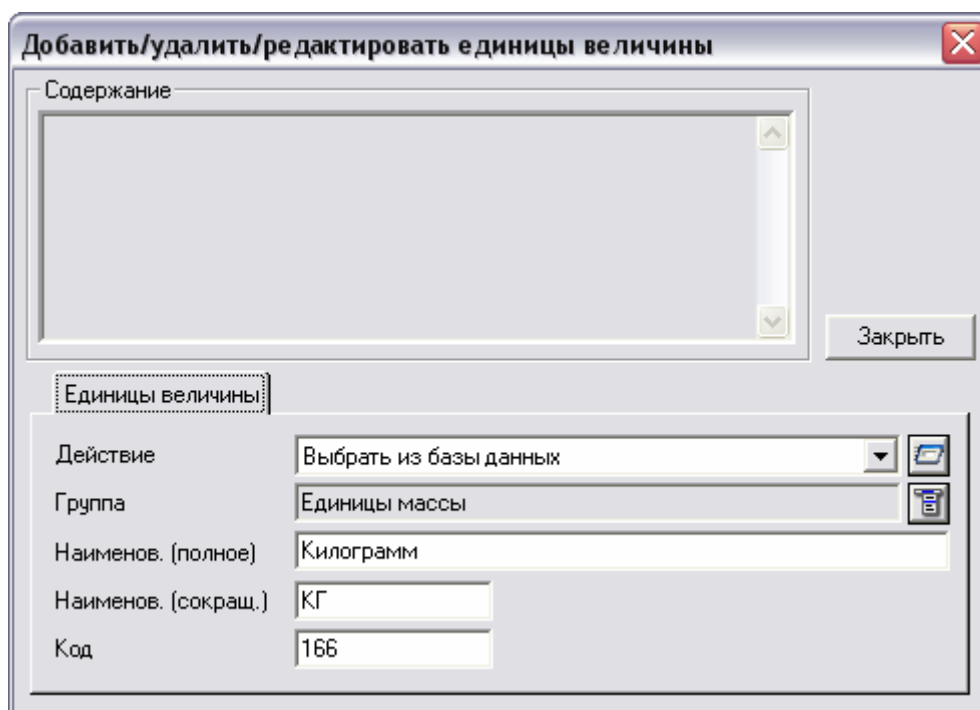 Добавить/удалить/редактировать единицы величины
Содержание
Закрыть
Единицы величины
Действие Выбрать из базы данных
Группа Единицы массы
Наименов. (полное) Килограмм
Наименов. (сокращ.) КГ
Код 166